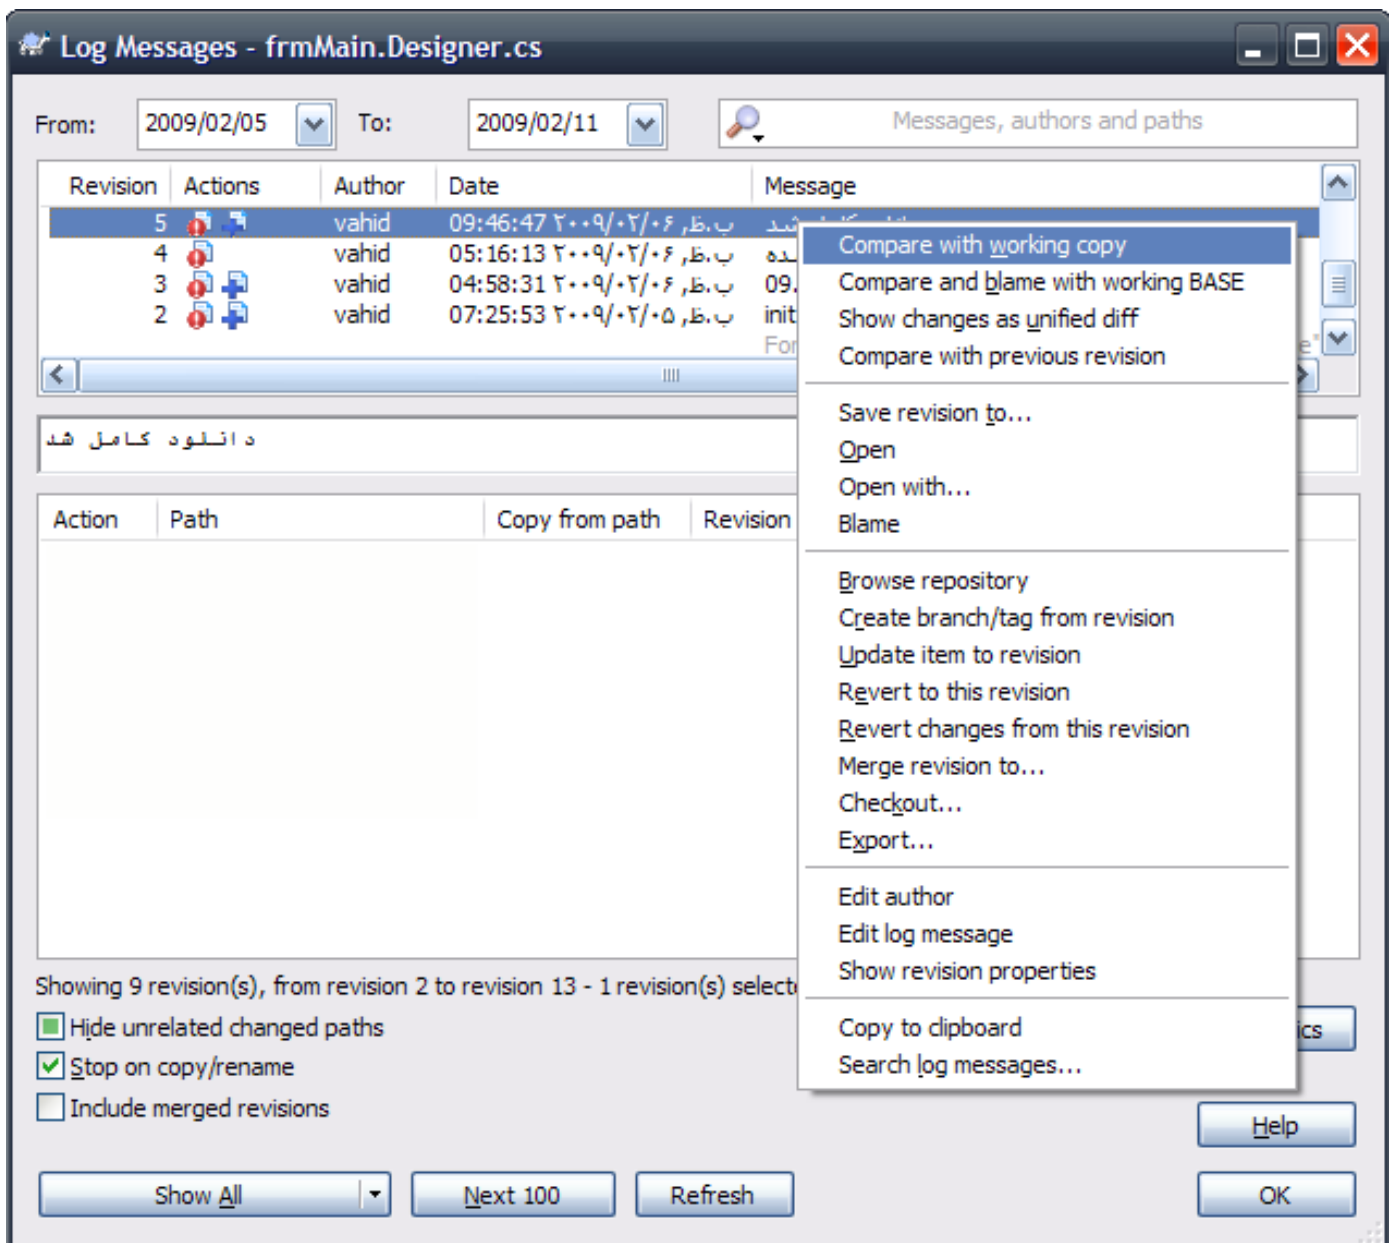 Log Messages - frmMain.Designer.cs
From: 2009/02/05 To: 2009/02/11 Messages, authors and paths
Revision Actions Author Date Message
5 vahid 09:46:47 ۲۰۰۹/۰۲/۰۶ ,ب.ظ
4 vahid 05:16:13 ۲۰۰۹/۰۲/۰۶ ,ب.ظ
3 vahid 04:58:31 ۲۰۰۹/۰۲/۰۶ ,ب.ظ 09.
2 vahid 07:25:53 ۲۰۰۹/۰۲/۰۵ ,ب.ظ init
For
دانلود کامل شد
Action Path Copy from path Revision
Compare with working copy
Compare and blame with working BASE
Show changes as unified diff
Compare with previous revision
Save revision to...
Open
Open with...
Blame
Browse repository
Create branch/tag from revision
Update item to revision
Revert to this revision
Revert changes from this revision
Merge revision to...
Checkout...
Export...
Edit author
Edit log message
Show revision properties
Copy to clipboard
Search log messages...
Showing 9 revision(s), from revision 2 to revision 13 - 1 revision(s) select
Hide unrelated changed paths
Stop on copy/rename
Include merged revisions
ics
Help
Show All Next 100 Refresh OK